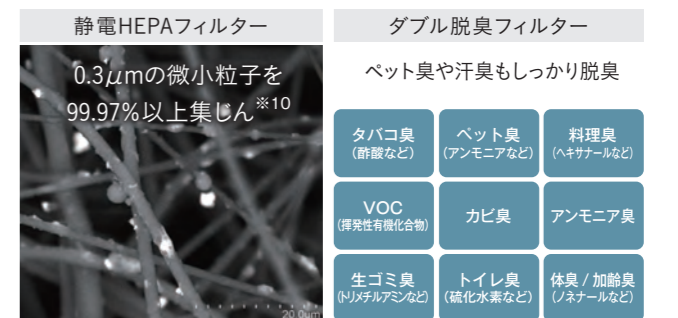 静電HEPAフィルター
0.3μmの微小粒子を
99.97%以上集じん※10
20.0um
ダブル脱臭フィルター
ペット臭や汗臭もしっかり脱臭
タバコ臭
(酢酸など)
ペット臭
(アンモニアなど)
料理臭
(ヘキサナールなど)
VOC
(揮発性有機化合物)
カビ臭
アンモニア臭
生ゴミ臭
(トリメチルアミンなど)
トイレ臭
(硫化水素など)
体臭 / 加齢臭
(ノネナールなど)